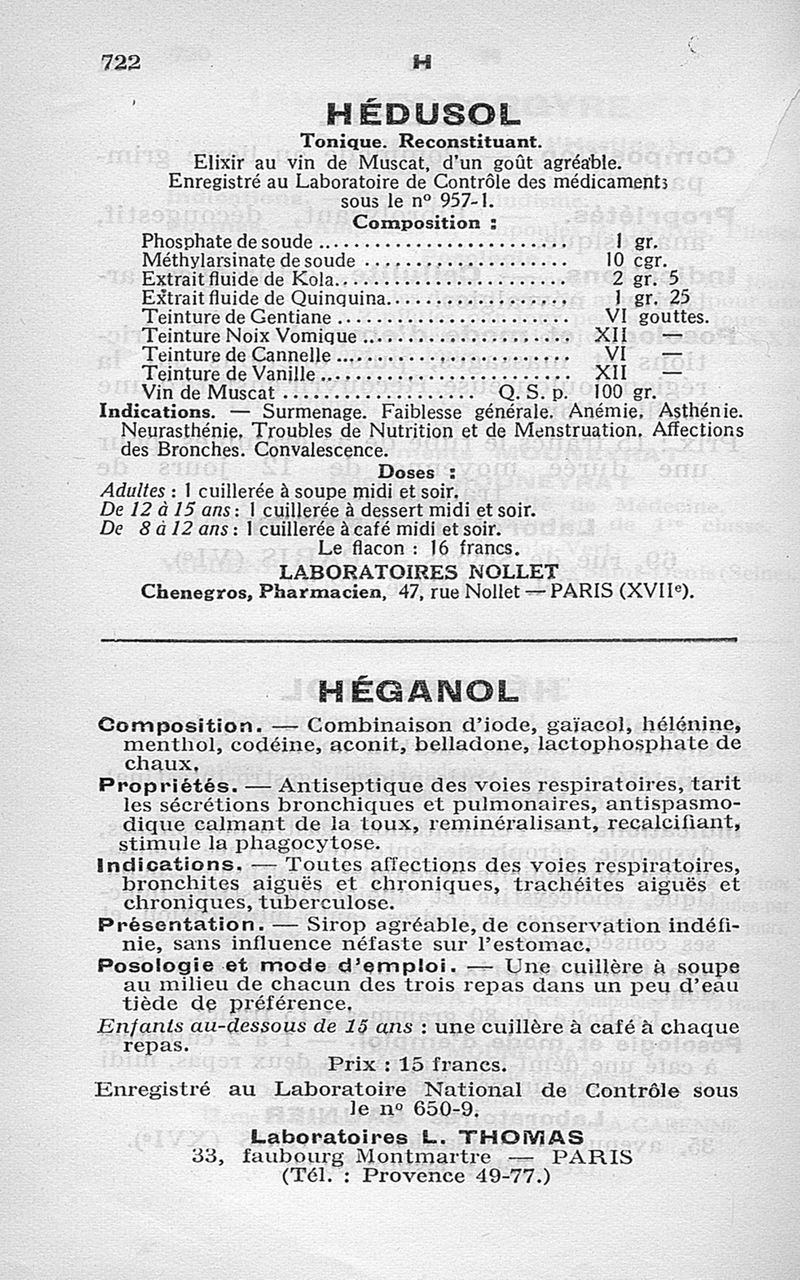 722
H
HÉDUSOL
Tonique. Reconstituant.
Elixir au vin de Muscat, d'un goût agréable.
Enregistré au Laboratoire de Contrôle des médicaments
sous le n° 957-1.
Composition :
Phosphate de soude ........................ 1 gr.
Méthylarsinate de soude .................... 10 cgr.
Extrait fluide de Kola...................... 2 gr. 5
Extrait fluide de Quinquina................. 1 gr. 25
Teinture de Gentiane ...................... VI gouttes.
Teinture Noix Vomique .................... XII —
Teinture de Cannelle ...................... VI —
Teinture de Vanille ........................ XII —
Vin de Muscat ................... Q. S. p. 100 gr.
Indications. — Surmenage. Faiblesse générale. Anémie, Asthénie.
Neurasthénie. Troubles de Nutrition et de Menstruation. Affections
des Bronches. Convalescence.
Doses :
Adultes : 1 cuillerée à soupe midi et soir.
De 12 à 15 ans : 1 cuillerée à dessert midi et soir.
De 8 à 12 ans : 1 cuillerée à café midi et soir.
Le flacon : 16 francs.
LABORATOIRES NOLLET
Chenegros, Pharmacien, 47, rue Nollet — PARIS (XVIIe).
HÉGANOL
Composition. — Combinaison d'iode, gaïacol, hélénine,
menthol, codéine, aconit, belladone, lactophosphate de
chaux.
Propriétés. — Antiseptique des voies respiratoires, tarit
les sécrétions bronchiques et pulmonaires, antispasmo-
dique calmant de la toux, reminéralisant, recalcifiant,
stimule la phagocytose.
Indications. — Toutes affections des voies respiratoires,
bronchites aiguës et chroniques, trachéites aiguës et
chroniques, tuberculose.
Présentation. — Sirop agréable, de conservation indéfi-
nie, sans influence néfaste sur l'estomac.
Posologie et mode d'emploi. — Une cuillère à soupe
au milieu de chacun des trois repas dans un peu d'eau
tiède de préférence.
Enfants au-dessous de 15 ans : une cuillère à café à chaque
repas.
Prix : 15 francs.
Enregistré au Laboratoire National de Contrôle sous
le n° 650-9.
Laboratoires L. THOMAS
33, faubourg Montmartre — PARIS
(Tél. : Provence 49-77.)